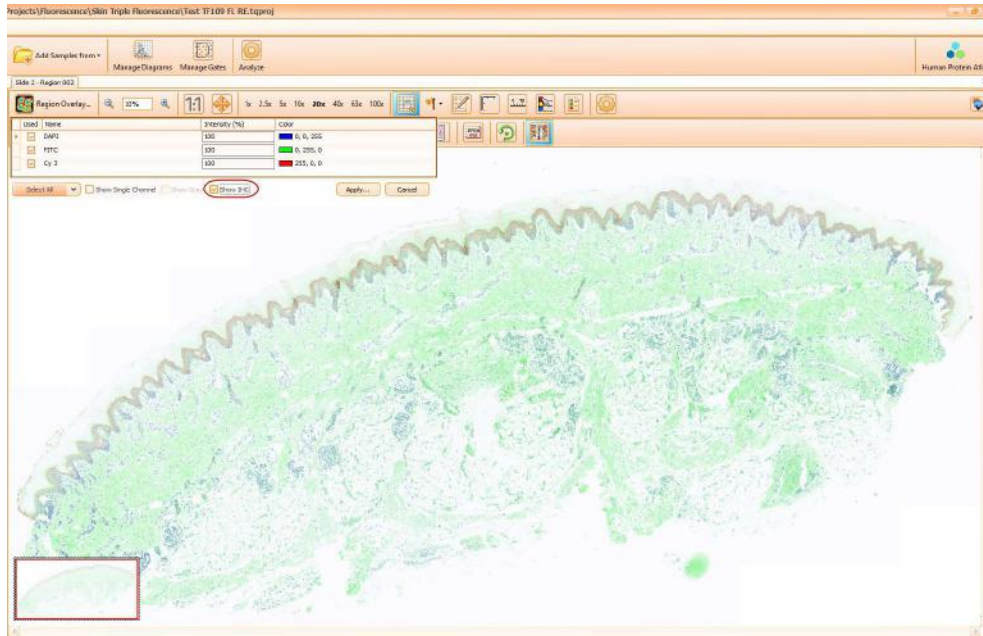 Projects\Fluorescence\Skin Triple Fluorescence\Test TF109 FL RE.tqproj
Add Samples from
Manage Diagrams
Manage Gates
Analyze
Human Protein Atl
Slide 2 - Region 002
Region Overlay...
10%
1:1
1x 2.5x 5x 10x 20x 40x 63x 100x
Used Name Intensity (%) Color
DAPI 100 0, 0, 255
FITC 100 0, 255, 0
Cy 3 100 255, 0, 0
Select All
Show Single Channel
Show IHC
Apply...
Cancel